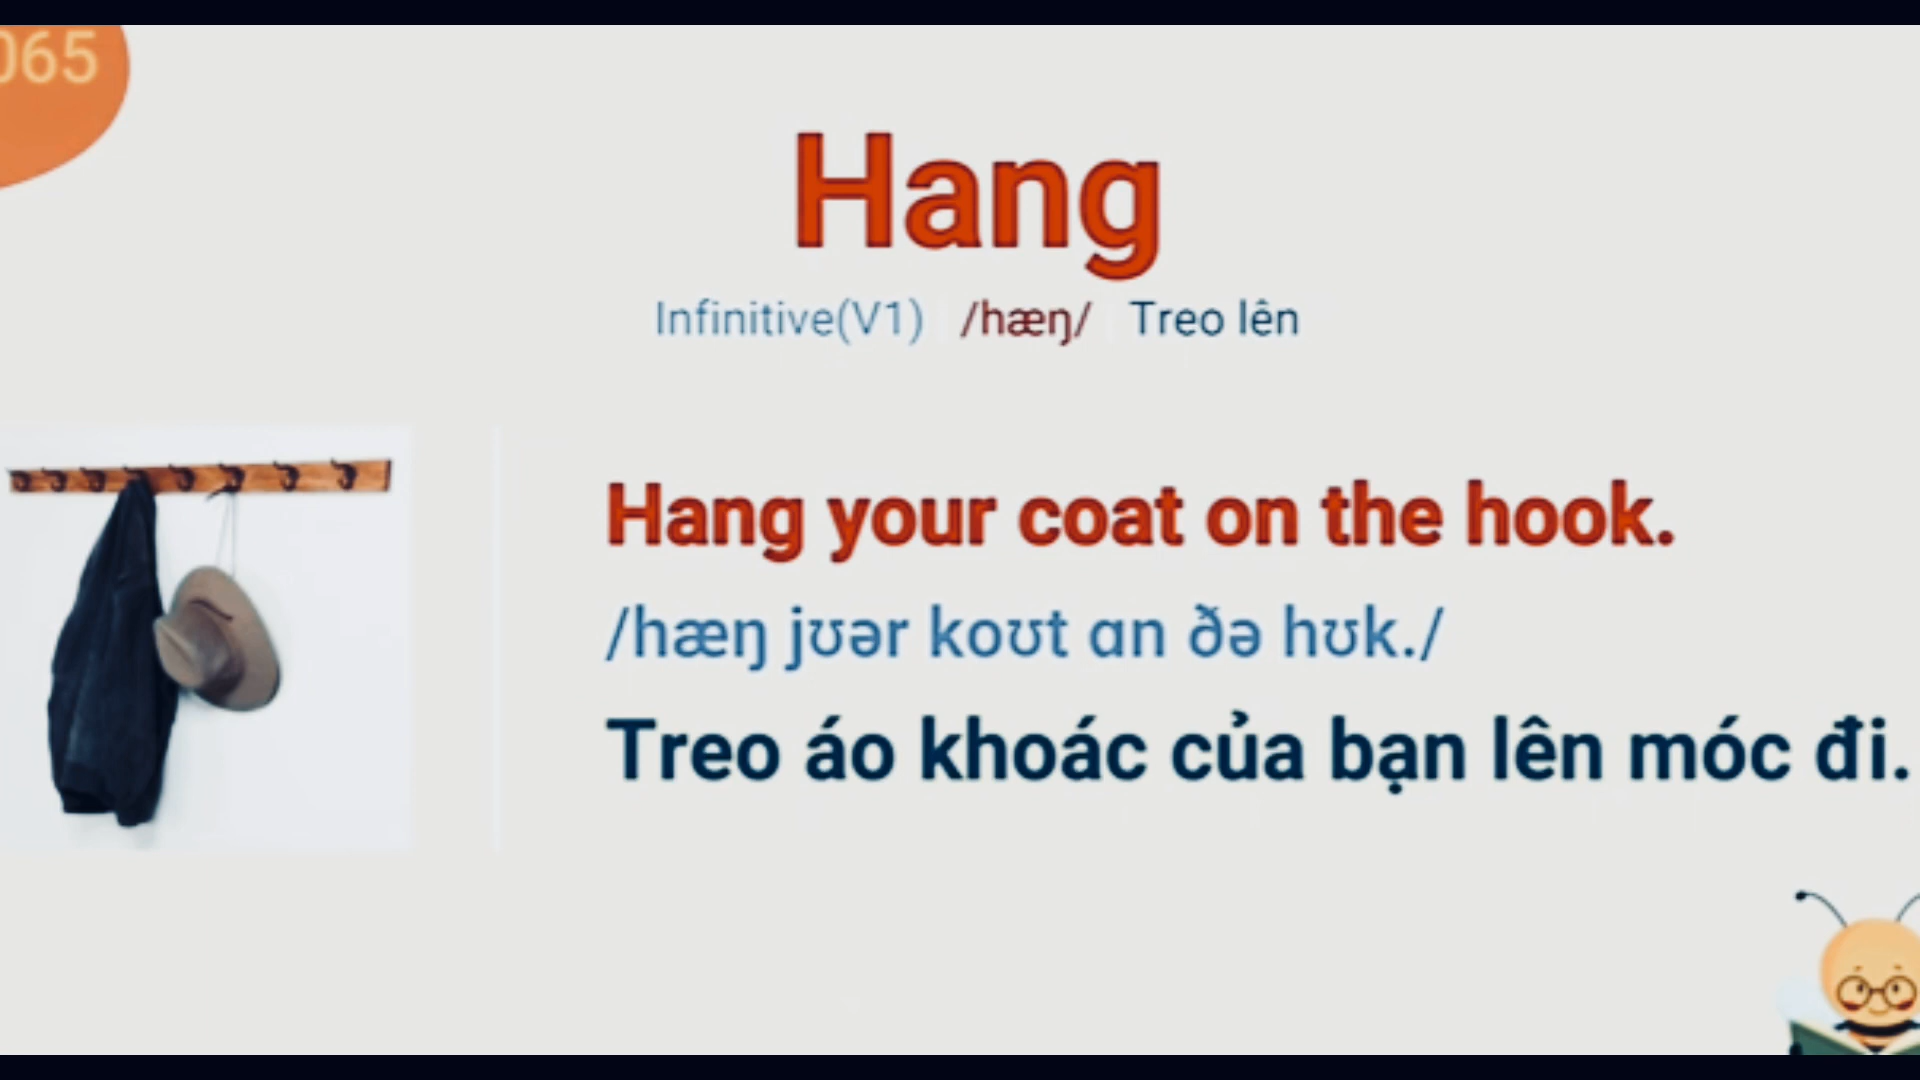 065
Hang
Infinitive(V1) /hæŋ/ Treo lên
Hang your coat on the hook.
/hæŋ jʊər koʊt ɑn ðə hʊk./
Treo áo khoác của bạn lên móc đi.